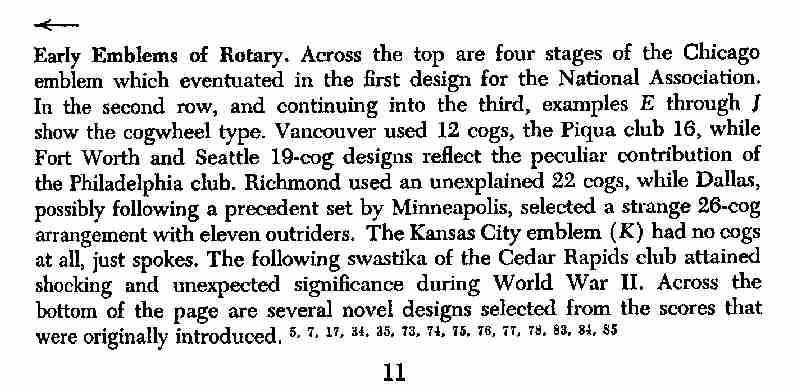 Early Emblems of Rotary. Across the top are four stages of the Chicago
emblem which eventuated in the first design for the National Association.
In the second row, and continuing into the third, examples E through J
show the cogwheel type. Vancouver used 12 cogs, the Piqua club 16, while
Fort Worth and Seattle 19-cog designs reflect the peculiar contribution of
the Philadelphia club. Richmond used an unexplained 22 cogs, while Dallas,
possibly following a precedent set by Minneapolis, selected a strange 26-cog
arrangement with eleven outriders. The Kansas City emblem (K) had no cogs
at all, just spokes. The following swastika of the Cedar Rapids club attained
shocking and unexpected significance during World War II. Across the
bottom of the page are several novel designs selected from the scores that
were originally introduced. 5, 7, 17, 34, 35, 73, 74, 75, 76, 77, 78, 83, 84, 85
11